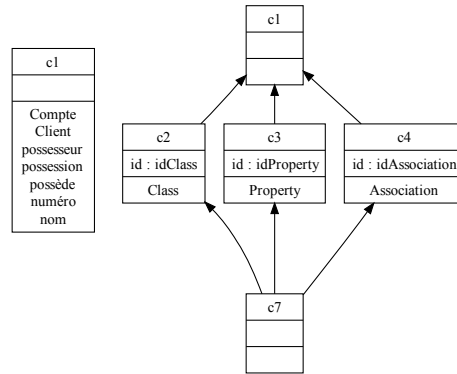 c1
Compte
Client
possesseur
possession
possède
numéro
nom
c1
c2
id : idClass
Class
c3
id : idProperty
Property
c4
id : idAssociation
Association
c7